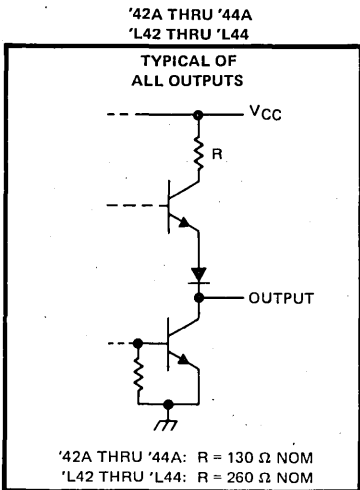 '42A THRU '44A
'L42 THRU 'L44
TYPICAL OF
ALL OUTPUTS
VCC
R
OUTPUT
'42A THRU '44A: R = 130 Ω NOM
'L42 THRU 'L44: R = 260 Ω NOM